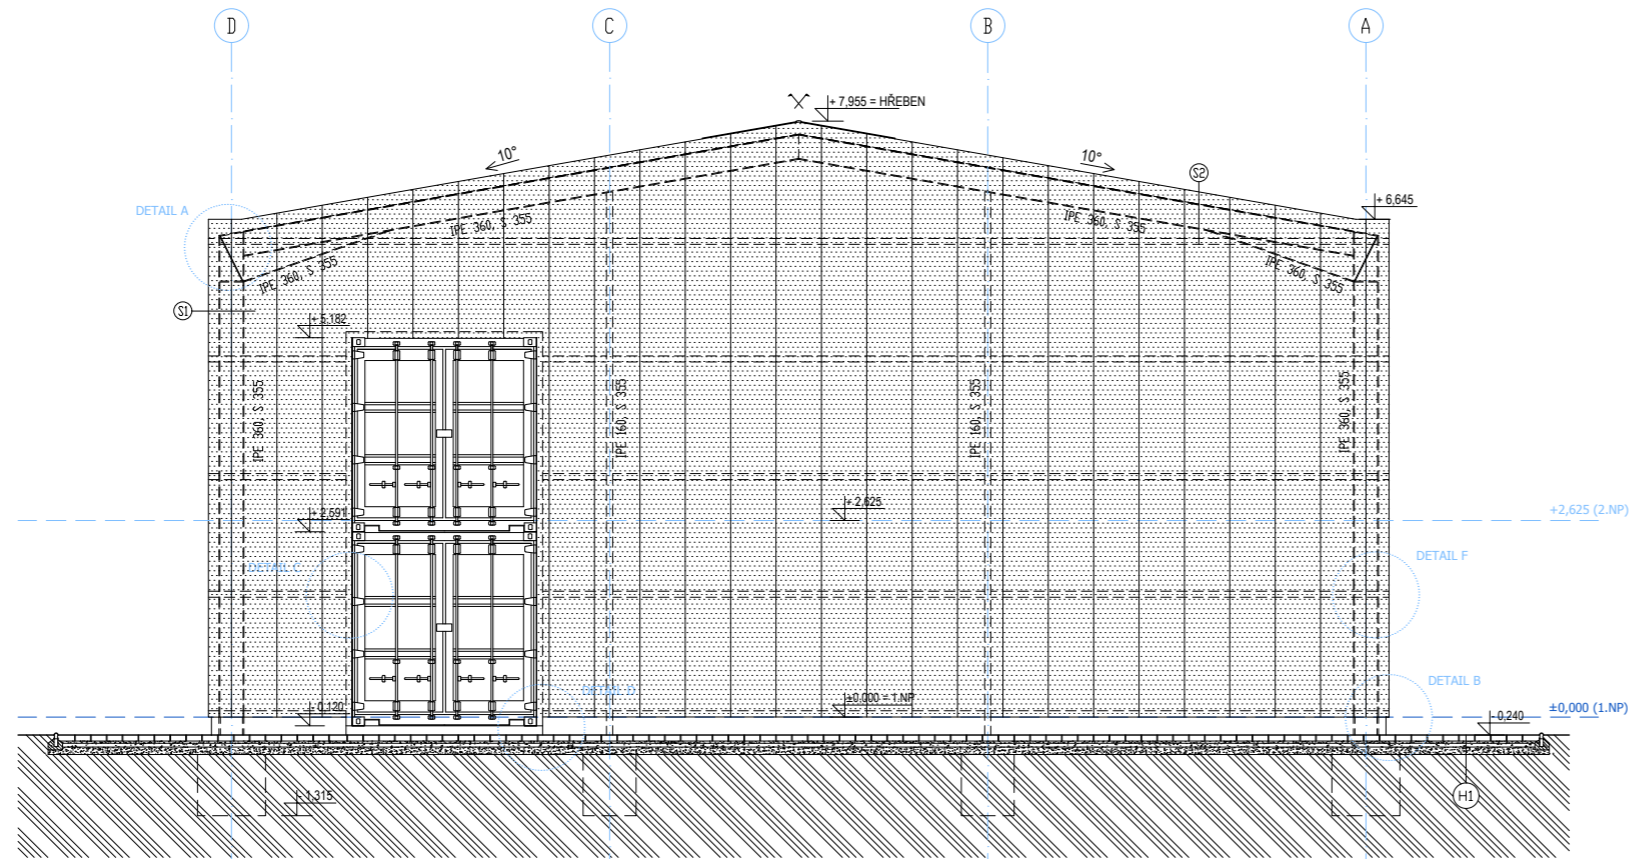 D
C
B
A
+ 7,955 = HŘEBEN
10°
10°
S2
+ 6,645
DETAIL A
IPE 360, S 355
IPE 360, S 355
IPE 360, S 355
IPE 360, S 355
S1
+ 5,182
IPE 360, S 355
IPE 160, S 355
IPE 160, S 355
IPE 360, S 355
+ 2,591
+ 2,625
+2,625 (2.NP)
DETAIL C
DETAIL F
DETAIL D
DETAIL B
- 0,120
±0,000 = 1.NP
±0,000 (1.NP)
- 0,240
- 1,315
H1